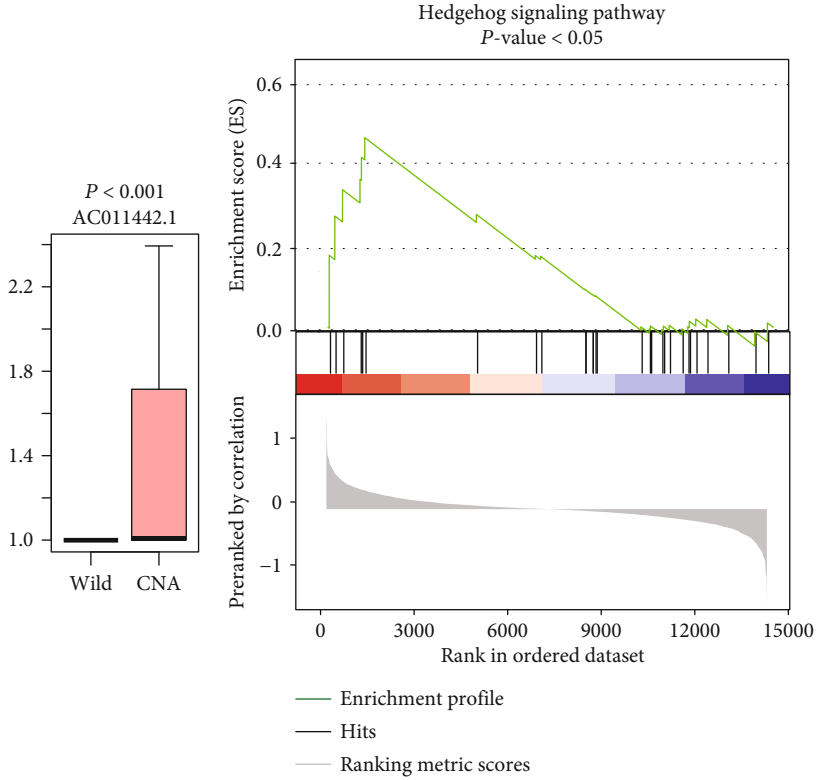 P < 0.001
AC011442.1
2.2
1.8
1.4
1.0
Wild CNA
Hedgehog signaling pathway
P-value < 0.05
Enrichment score (ES)
0.6
0.4
0.2
0.0
Preranked by correlation
1
0
−1
0 3000 6000 9000 12000 15000
Rank in ordered dataset
Enrichment profile
Hits
Ranking metric scores